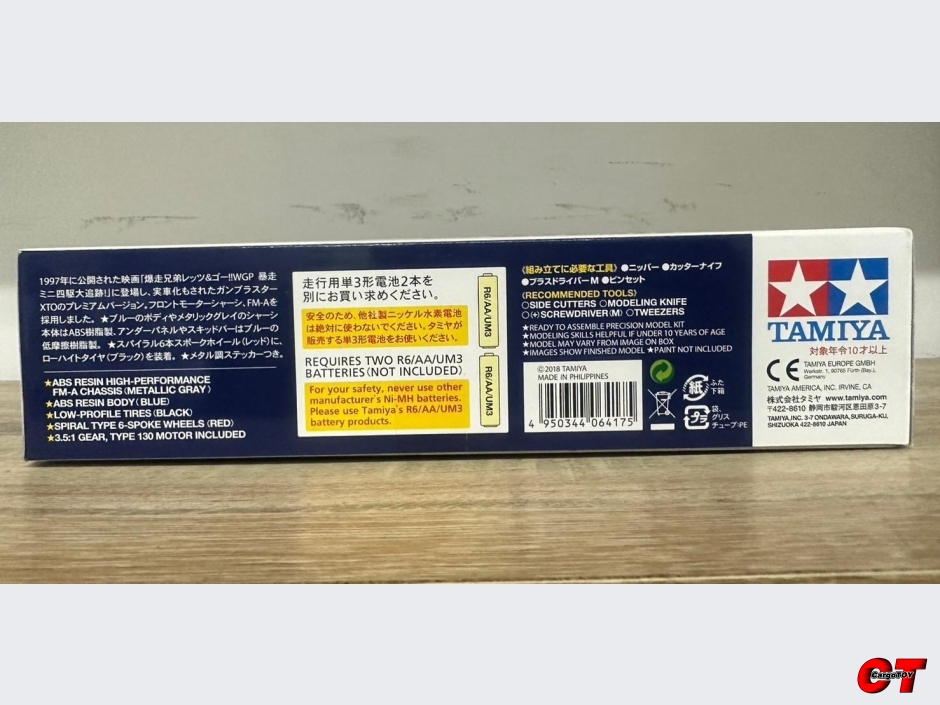 1997年に公開された映画「爆走兄弟レッツ&ゴー!!WGP 暴走
ミニ四駆大追跡!」に登場し、実車化もされたガンブラスター
XTOのプレミアムバージョン。フロントモーターシャーシ、FM-Aを
採用しました。★ブルーのボディやメタリックグレイのシャーシ
本体はABS樹脂製、アンダーパネルやスキッドバーはブルーの
低摩擦樹脂製。★スパイラル6本スポークホイール(レッド)に、
ローハイトタイヤ(ブラック)を装着。★メタル調ステッカーつき。
★ABS RESIN HIGH-PERFORMANCE
FM-A CHASSIS (METALLIC GRAY)
★ABS RESIN BODY (BLUE)
★LOW-PROFILE TIRES (BLACK)
★SPIRAL TYPE 6-SPOKE WHEELS (RED)
★3.5:1 GEAR, TYPE 130 MOTOR INCLUDED
走行用単3形電池2本を
別にお買い求めください。
安全のため、他社製ニッケル水素電池
は絶対に使わないでください。タミヤが
販売する単3形電池をお使いください。
REQUIRES TWO R6/AA/UM3
BATTERIES (NOT INCLUDED)
For your safety, never use other
manufacturer's Ni-MH batteries.
Please use Tamiya's R6/AA/UM3
battery products.
R6/AA/UM3
R6/AA/UM3
《組み立てに必要な工具》 ●ニッパー ●カッターナイフ
●プラスドライバーM ●ピンセット
《RECOMMENDED TOOLS》
○SIDE CUTTERS ○MODELING KNIFE
○(+)SCREWDRIVER (M) ○TWEEZERS
★READY TO ASSEMBLE PRECISION MODEL KIT
★MODELING SKILLS HELPFUL IF UNDER 10 YEARS OF AGE
★MODEL MAY VARY FROM IMAGE ON BOX
★IMAGES SHOW FINISHED MODEL ★PAINT NOT INCLUDED
©2018 TAMIYA
MADE IN PHILIPPINES
4 950344 064175
紙 ふた
下箱
プラ 袋、
グリス
チューブ:PE
TAMIYA
対象年令10才以上
CE TAMIYA EUROPE GMBH
Werkstr. 1, 90765 Fürth (Bay.),
Germany
TAMIYA AMERICA, INC. IRVINE, CA
株式会社タミヤ www.tamiya.com
〒422-8610 静岡市駿河区恩田原3-7
TAMIYA, INC. 3-7 ONDAWARA, SURUGA-KU,
SHIZUOKA 422-8610 JAPAN
CT
CargoTOY